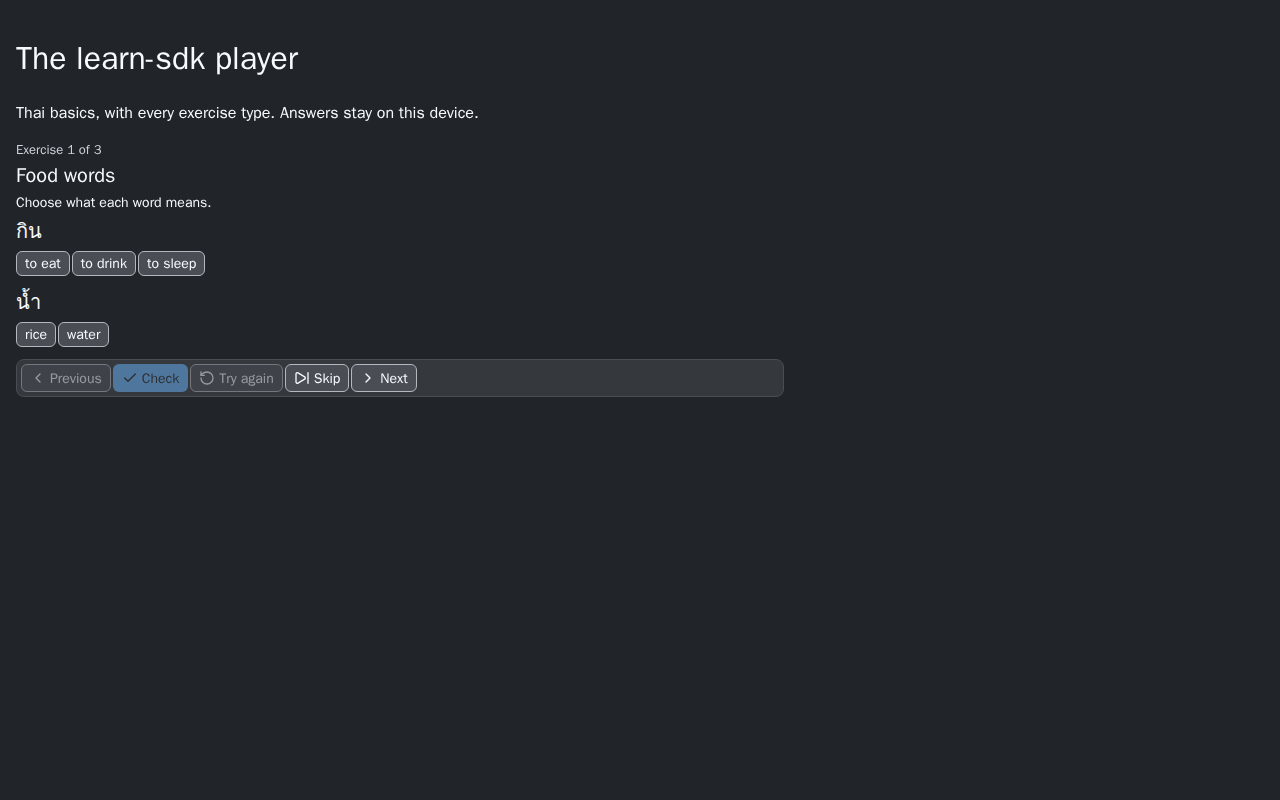 The learn-sdk player
Thai basics, with every exercise type. Answers stay on this device.
Exercise 1 of 3
Food words
Choose what each word means.
กิน
to eat to drink to sleep
น้ำ
rice water
Previous Check Try again Skip Next